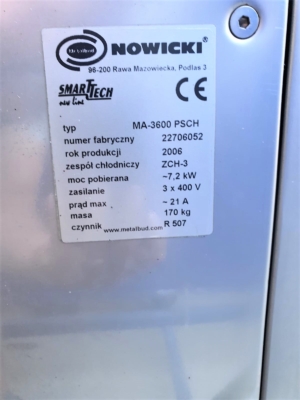 Metalbud
NOWICKI®
96-200 Rawa Mazowiecka, Podlas 3
SMARTTECH
new line
CE
typ MA-3600 PSCH
numer fabryczny 22706052
rok produkcji 2006
zespół chłodniczy ZCH-3
moc pobierana ~7,2 kW
zasilanie 3 x 400 V
prąd max ~ 21 A
masa 170 kg
czynnik R 507
www.metalbud.com